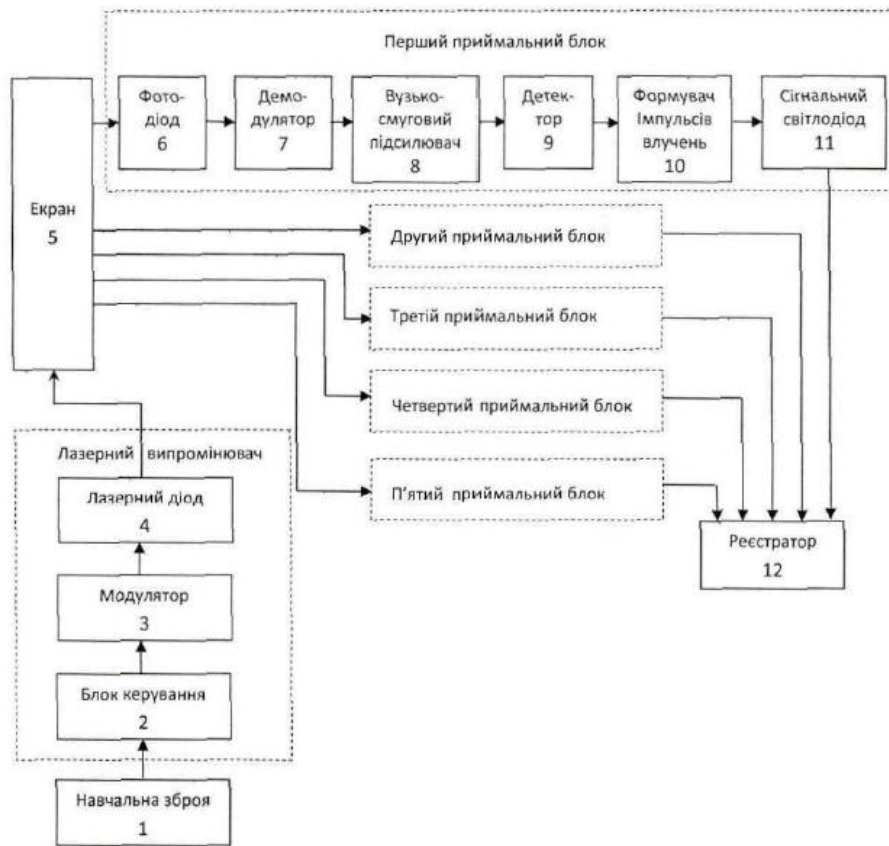 Перший приймальний блок
Фото-
діод
6
Демо-
дулятор
7
Вузько-
смуговий
підсилювач
8
Детек-
тор
9
Формувач
Імпульсів
влучень
10
Сігнальний
світлодіод
11
Екран
5
Другий приймальний блок
Третій приймальний блок
Четвертий приймальний блок
П'ятий приймальний блок
Лазерний випромінювач
Лазерний діод
4
Модулятор
3
Блок керування
2
Навчальна зброя
1
Реєстратор
12